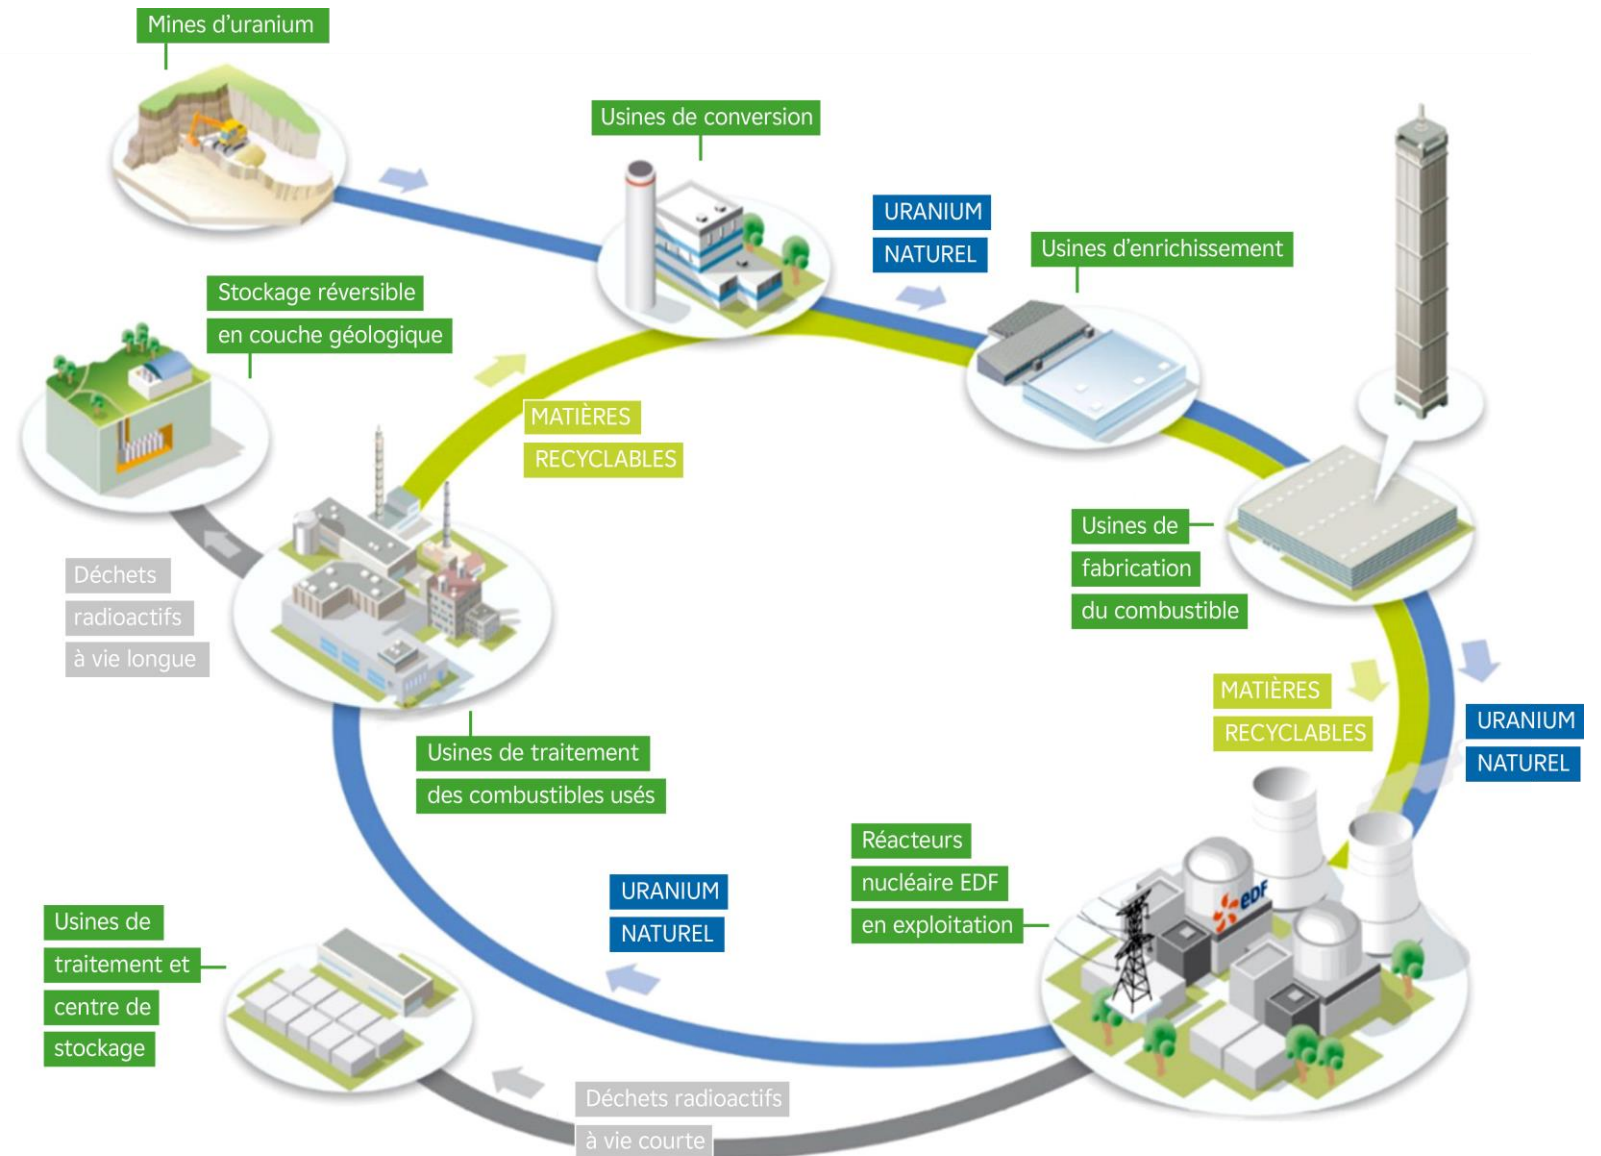 Mines d'uranium
Usines de conversion
URANIUM
NATUREL
Usines d'enrichissement
Stockage réversible
en couche géologique
MATIÈRES
RECYCLABLES
Usines de
fabrication
du combustible
Déchets
radioactifs
à vie longue
MATIÈRES
RECYCLABLES
URANIUM
NATUREL
Usines de traitement
des combustibles usés
Réacteurs
nucléaire EDF
en exploitation
eDF
URANIUM
NATUREL
Usines de
traitement et
centre de
stockage
Déchets radioactifs
à vie courte